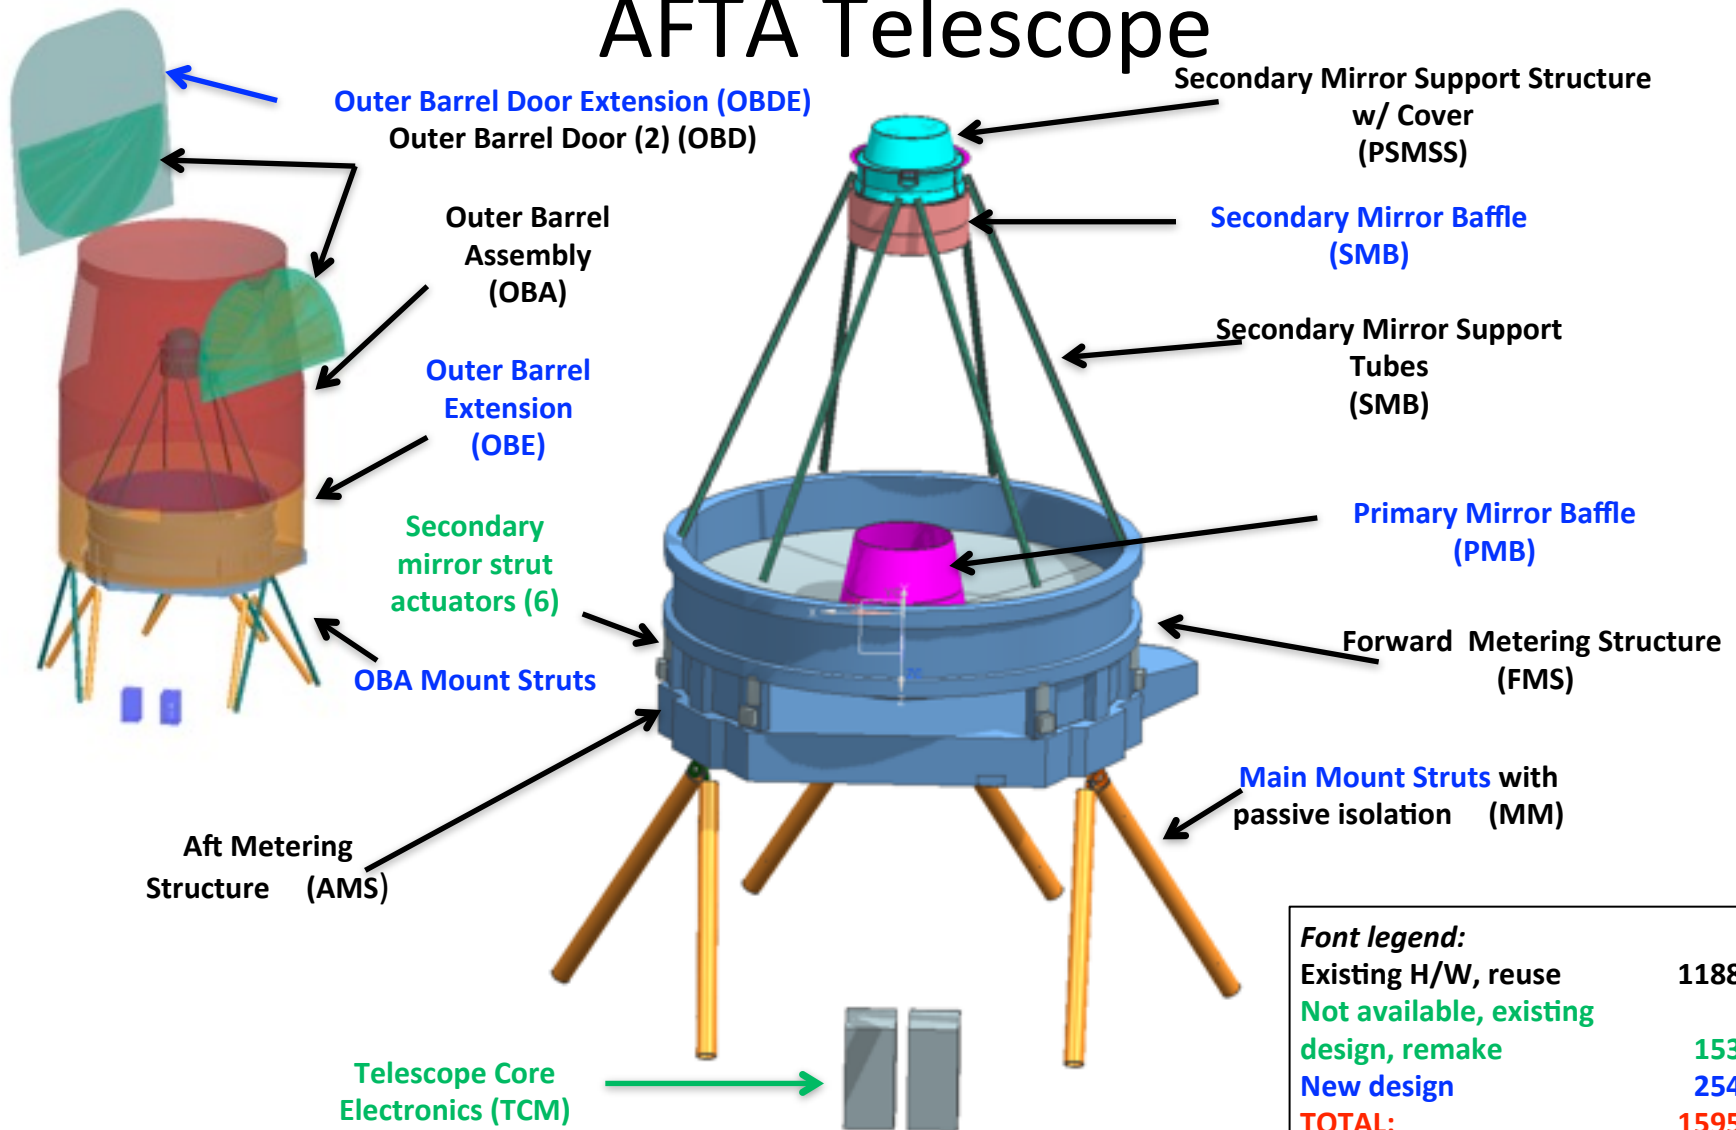 AFTA Telescope
Outer Barrel Door Extension (OBDE)
Outer Barrel Door (2) (OBD)
Outer Barrel
Assembly
(OBA)
Outer Barrel
Extension
(OBE)
Secondary
mirror strut
actuators (6)
OBA Mount Struts
Aft Metering
Structure (AMS)
Telescope Core
Electronics (TCM)
Secondary Mirror Support Structure
w/ Cover
(PSMSS)
Secondary Mirror Baffle
(SMB)
Secondary Mirror Support
Tubes
(SMB)
Primary Mirror Baffle
(PMB)
Forward Metering Structure
(FMS)
Main Mount Struts with
passive isolation (MM)
Font legend:
Existing H/W, reuse 1188
Not available, existing
design, remake 153
New design 254
TOTAL: 1595